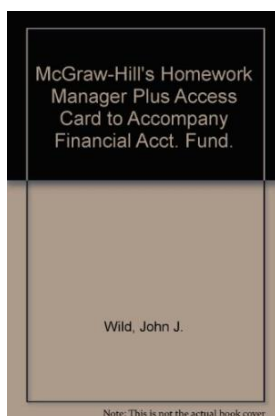 McGraw-Hill's Homework
Manager Plus Access
Card to Accompany
Financial Acct. Fund.
Wild, John J.
Note: This is not the actual book cover